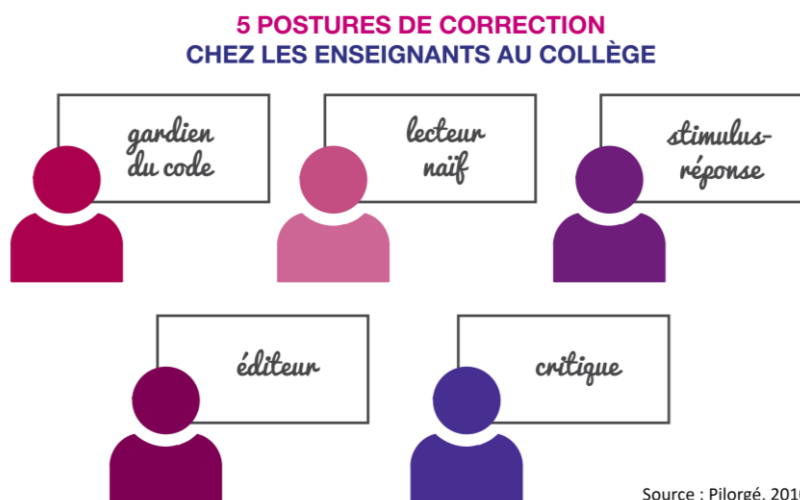 5 POSTURES DE CORRECTION
CHEZ LES ENSEIGNANTS AU COLLÈGE
gardien
du code
lecteur
naïf
stimulus-
réponse
éditeur
critique
Source : Pilorgé, 2010